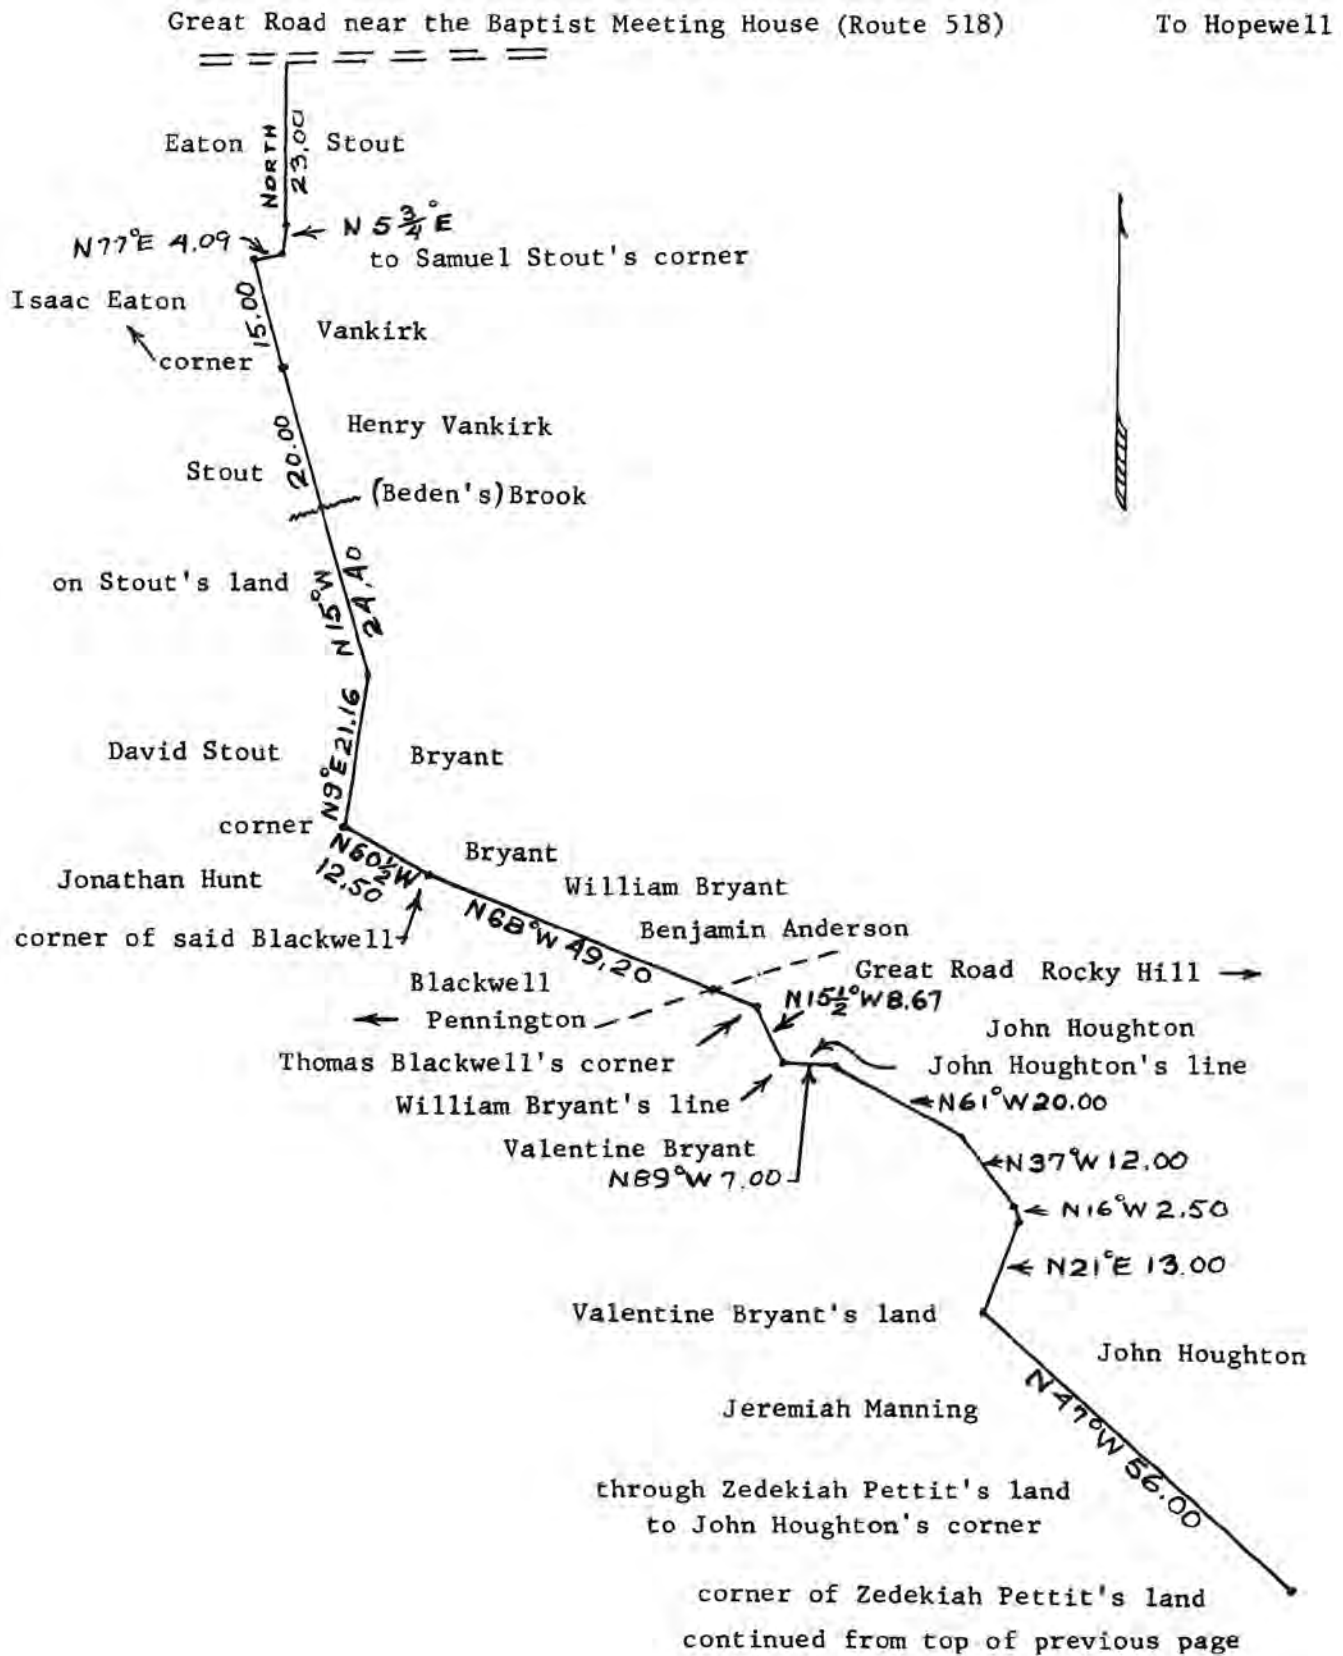 Great Road near the Baptist Meeting House (Route 518) To Hopewell
Eaton NORTH 23.00 Stout
N 5 3/4° E
N77°E 4.09
to Samuel Stout's corner
Isaac Eaton
15.00
Vankirk
corner
20.00
Henry Vankirk
Stout
(Beden's) Brook
on Stout's land
N15°W
24.40
David Stout
N9°E 21.16
Bryant
corner
N60½W
12.50
Bryant
Jonathan Hunt
William Bryant
corner of said Blackwell
N68°W 49.20
Benjamin Anderson
Blackwell
Great Road Rocky Hill
Pennington
N15½°W 8.67
John Houghton
Thomas Blackwell's corner
John Houghton's line
William Bryant's line
N61°W 20.00
Valentine Bryant
N89°W 7.00
N37°W 12.00
N16°W 2.50
N21°E 13.00
Valentine Bryant's land
John Houghton
Jeremiah Manning
N47°W 56.00
through Zedekiah Pettit's land
to John Houghton's corner
corner of Zedekiah Pettit's land
continued from top of previous page